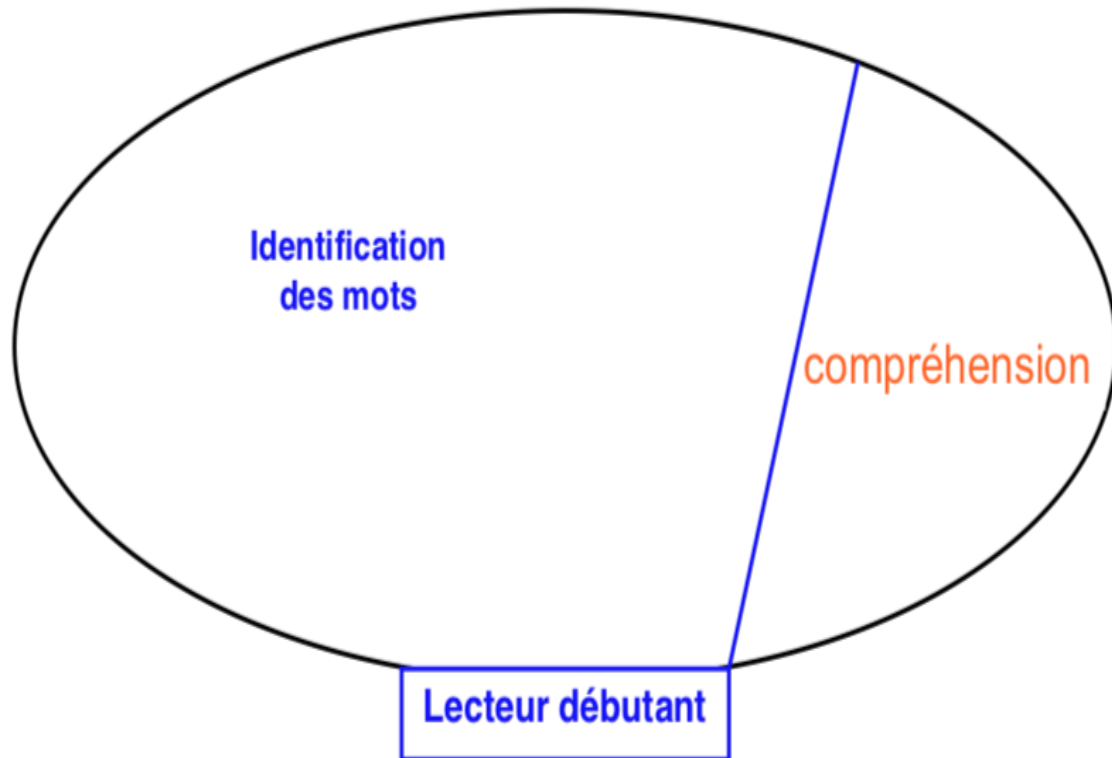 Identification
des mots
compréhension
Lecteur débutant